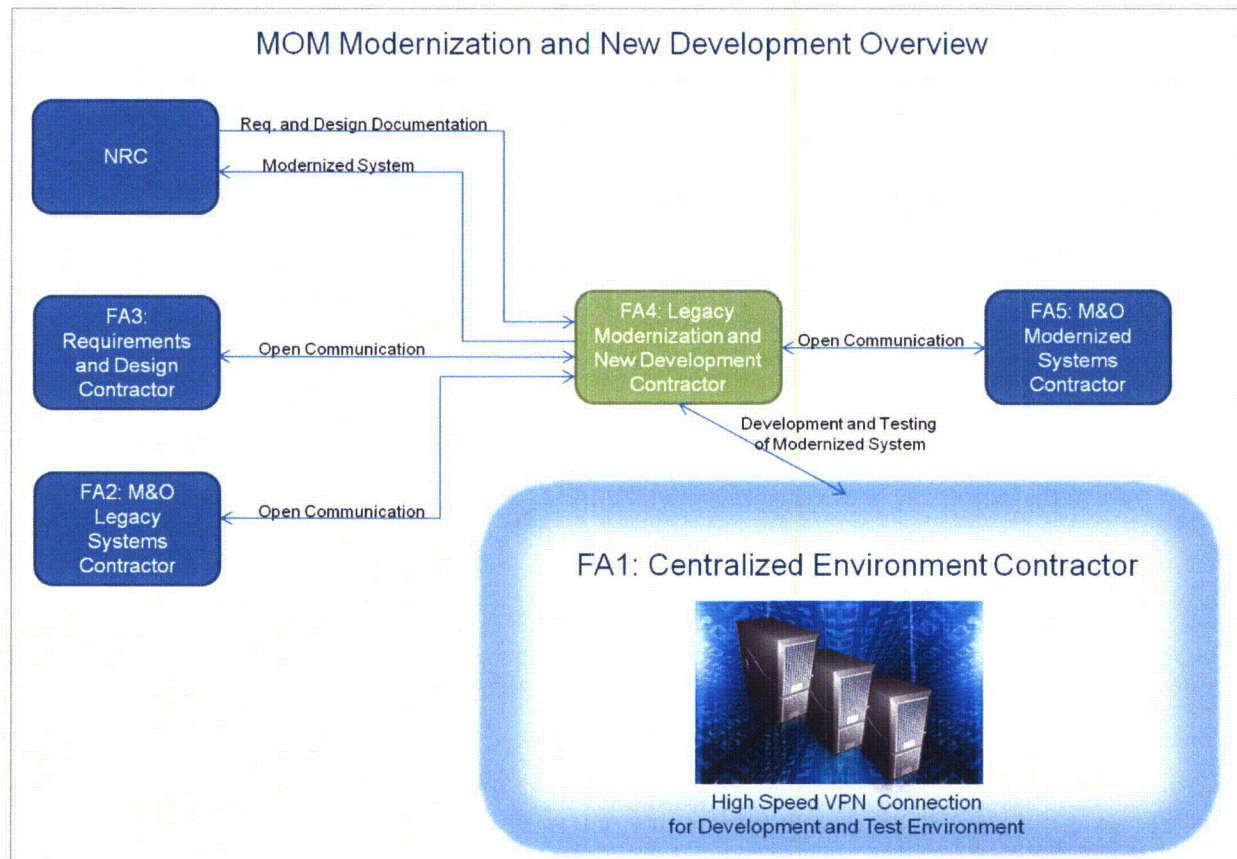 MOM Modernization and New Development Overview
NRC
Req. and Design Documentation
Modernized System
FA3:
Requirements
and Design
Contractor
Open Communication
FA4: Legacy
Modernization and
New Development
Contractor
Open Communication
FA5: M&O
Modernized
Systems
Contractor
FA2: M&O
Legacy
Systems
Contractor
Open Communication
Development and Testing
of Modernized System
FA1: Centralized Environment Contractor
High Speed VPN Connection
for Development and Test Environment